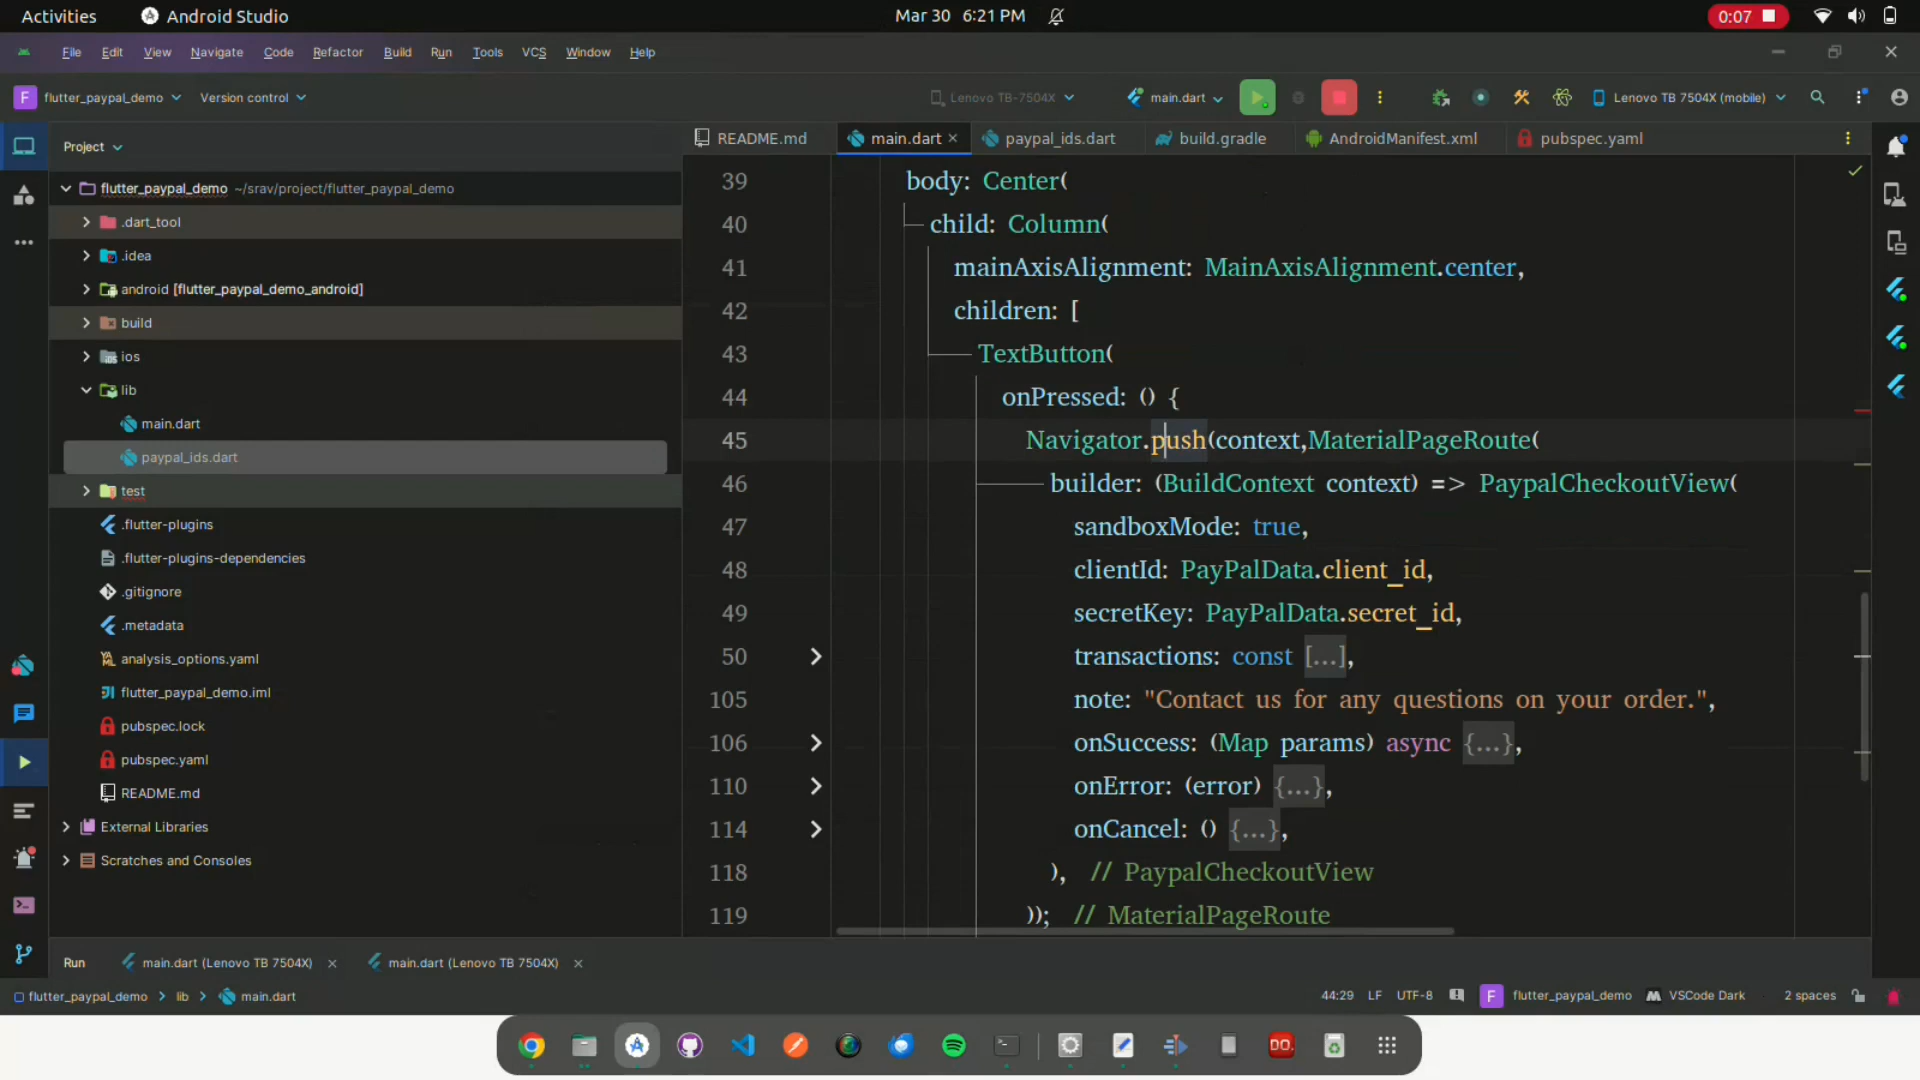 Activities
Android Studio
Mar 30 6:21 PM
0:07
File Edit View Navigate Code Refactor Build Run Tools VCS Window Help
F flutter_paypal_demo
Version control
Lenovo TB-7504X
main.dart
Lenovo TB 7504X (mobile)
Project
README.md
main.dart
paypal_ids.dart
build.gradle
AndroidManifest.xml
pubspec.yaml
flutter_paypal_demo ~/srav/project/flutter_paypal_demo
.dart_tool
.idea
android [flutter_paypal_demo_android]
build
ios
lib
main.dart
paypal_ids.dart
test
.flutter-plugins
.flutter-plugins-dependencies
.gitignore
.metadata
analysis_options.yaml
flutter_paypal_demo.iml
pubspec.lock
pubspec.yaml
README.md
External Libraries
Scratches and Consoles
39 body: Center(
40 child: Column(
41 mainAxisAlignment: MainAxisAlignment.center,
42 children: [
43 TextButton(
44 onPressed: () {
45 Navigator.push(context,MaterialPageRoute(
46 builder: (BuildContext context) => PaypalCheckoutView(
47 sandboxMode: true,
48 clientId: PayPalData.client_id,
49 secretKey: PayPalData.secret_id,
50 transactions: const [...],
105 note: "Contact us for any questions on your order.",
106 onSuccess: (Map params) async {...},
110 onError: (error) {...},
114 onCancel: () {...},
118 ), // PaypalCheckoutView
119 )); // MaterialPageRoute
Run
main.dart (Lenovo TB 7504X)
main.dart (Lenovo TB 7504X)
flutter_paypal_demo > lib > main.dart
44:29 LF UTF-8
F flutter_paypal_demo
VSCode Dark
2 spaces
DO.